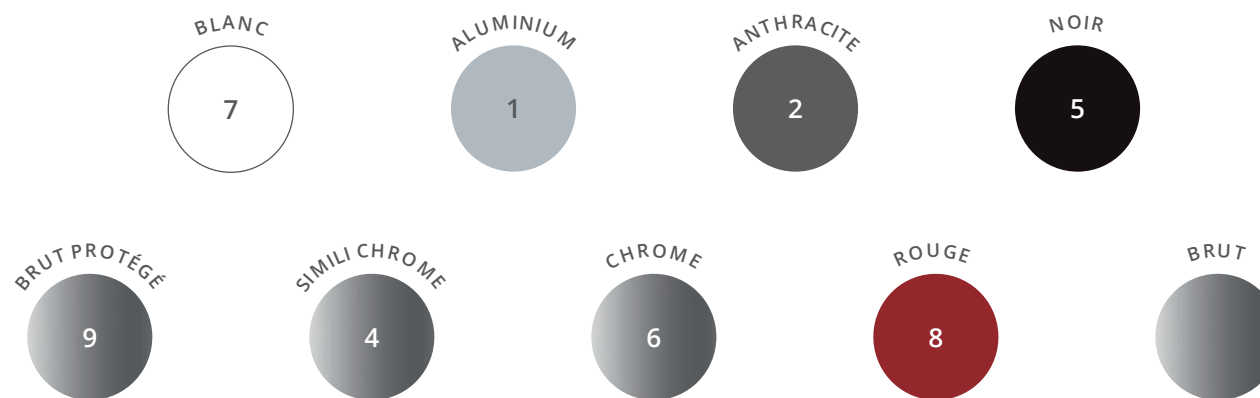 BLANC
7
ALUMINIUM
1
ANTHRACITE
2
NOIR
5
BRUT PROTÉGÉ
9
SIMILI CHROME
4
CHROME
6
ROUGE
8
BRUT